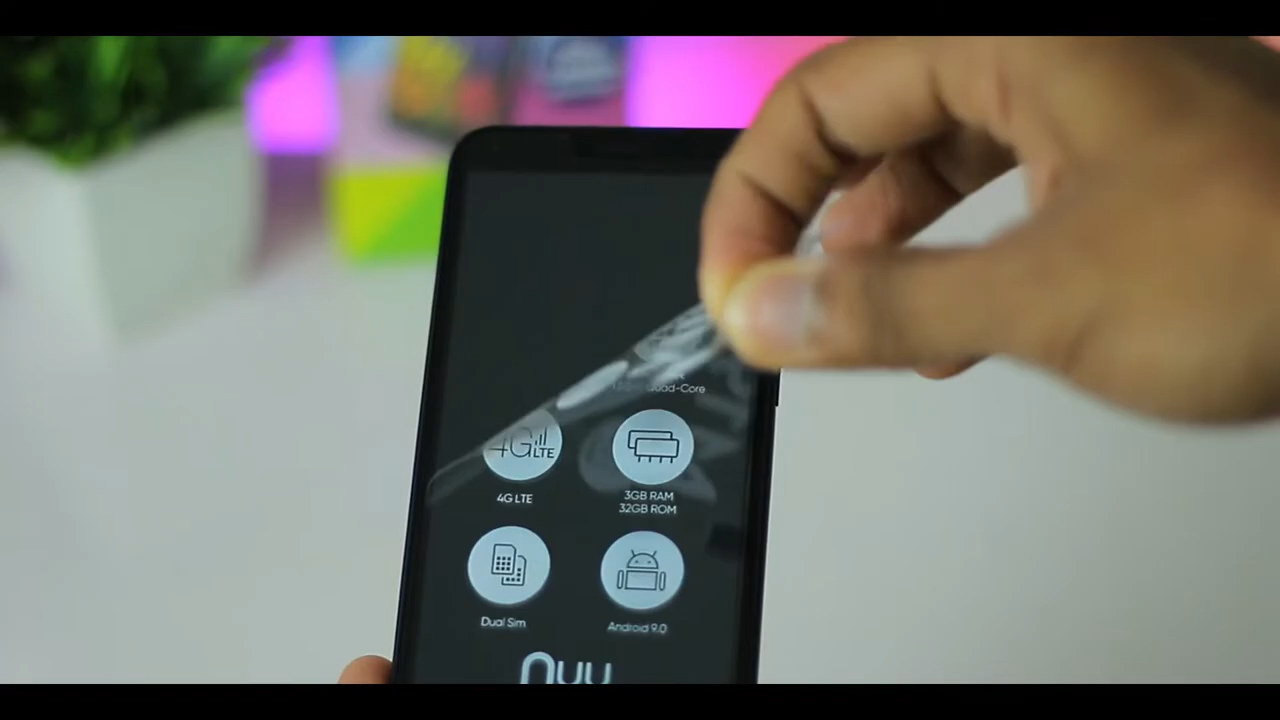 Quad-Core
4G LTE
4G LTE
3GB RAM
32GB ROM
Dual Sim
Android 9.0
nuu